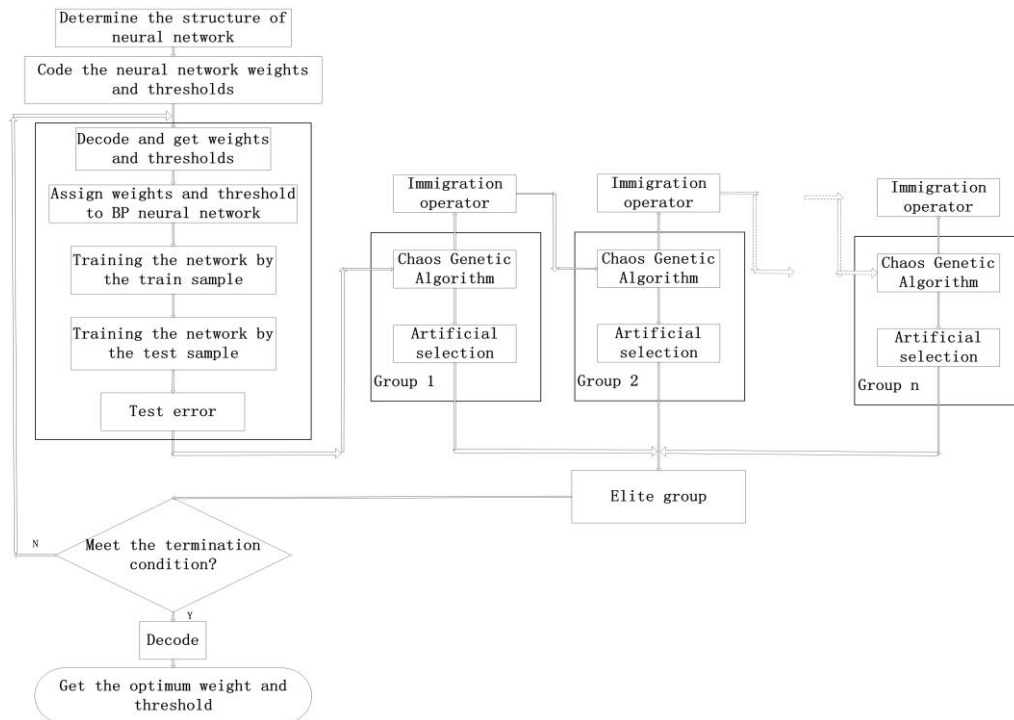 Determine the structure of
neural network
Code the neural network weights
and thresholds
Decode and get weights
and thresholds
Assign weights and threshold
to BP neural network
Training the network by
the train sample
Training the network by
the test sample
Test error
Immigration
operator
Chaos Genetic
Algorithm
Artificial
selection
Group 1
Immigration
operator
Chaos Genetic
Algorithm
Artificial
selection
Group 2
Immigration
operator
Chaos Genetic
Algorithm
Artificial
selection
Group n
Elite group
N
Meet the termination
condition?
Y
Decode
Get the optimum weight and
threshold